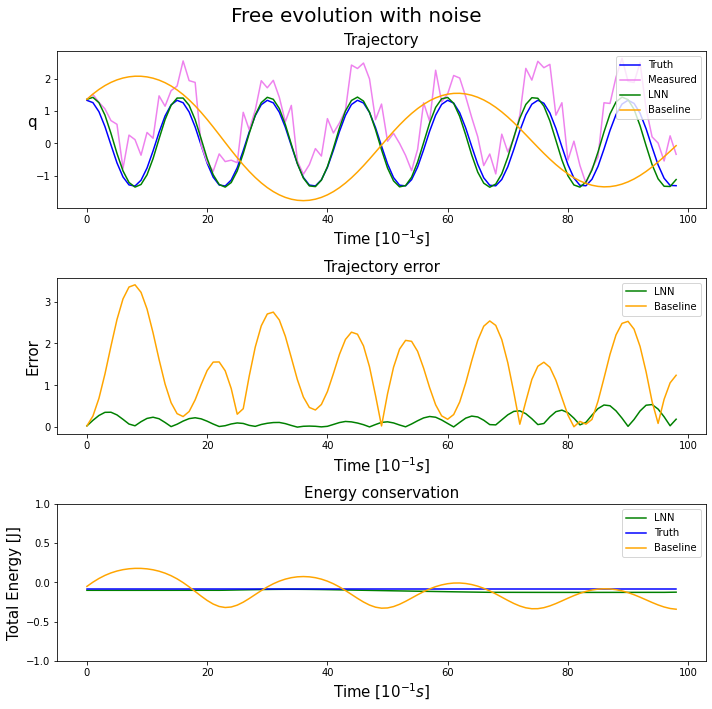 Free evolution with noise
Trajectory
Truth
Measured
LNN
Baseline
2
1
0
−1
q
0 20 40 60 80 100
Time [10⁻¹s]
Trajectory error
LNN
Baseline
3
2
1
0
Error
0 20 40 60 80 100
Time [10⁻¹s]
Energy conservation
LNN
Truth
Baseline
1.0
0.5
0.0
−0.5
−1.0
Total Energy [J]
0 20 40 60 80 100
Time [10⁻¹s]